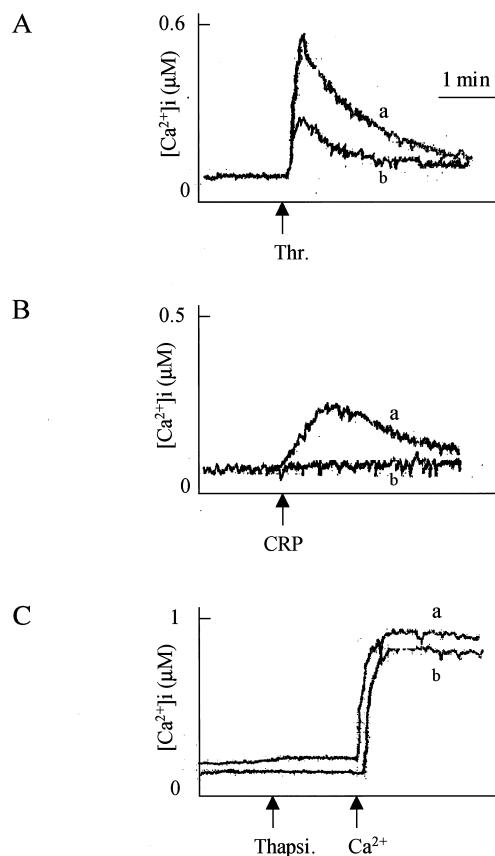 A
0.6
[Ca²⁺]i (µM)
1 min
a
b
0
Thr.
B
0.5
[Ca²⁺]i (µM)
a
b
0
CRP
C
1
[Ca²⁺]i (µM)
a
b
0
Thapsi. Ca²⁺